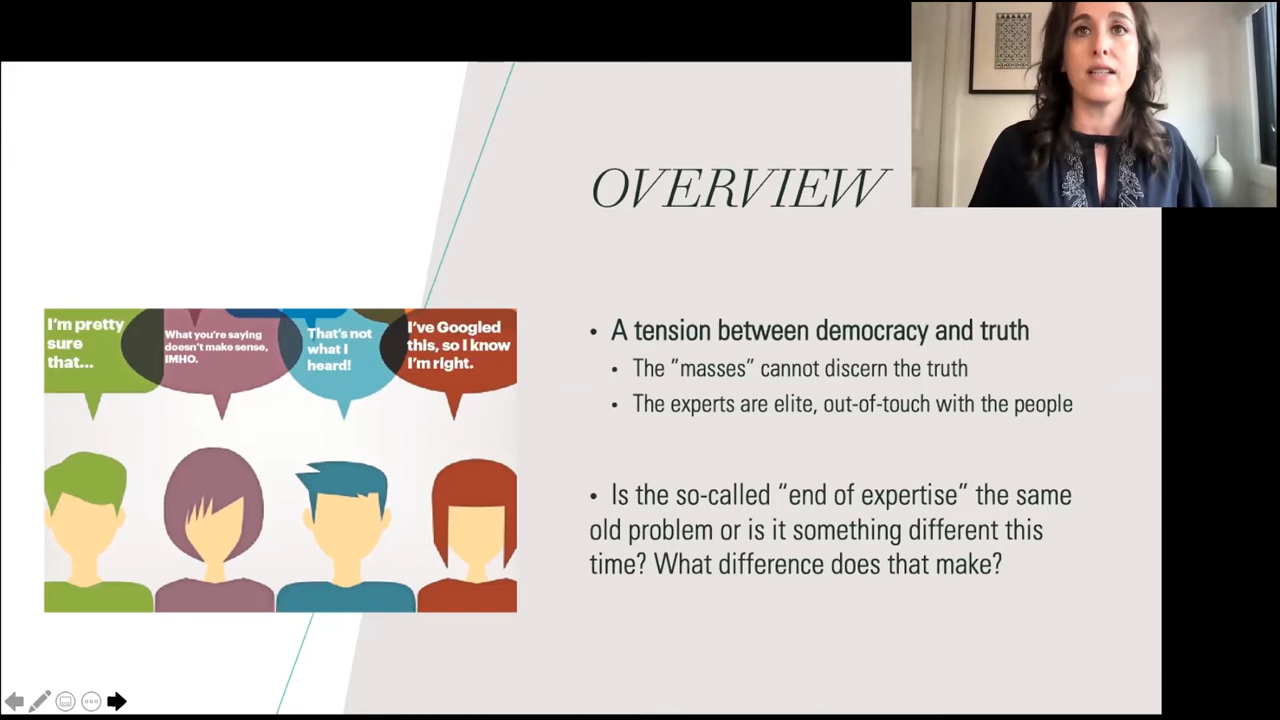 OVERVIEW
I'm pretty
sure
that...
What you're saying
doesn't make sense,
IMHO.
That's not
what I
heard!
I've Googled
this, so I know
I'm right.
• A tension between democracy and truth
• The "masses" cannot discern the truth
• The experts are elite, out-of-touch with the people
• Is the so-called "end of expertise" the same
old problem or is it something different this
time? What difference does that make?